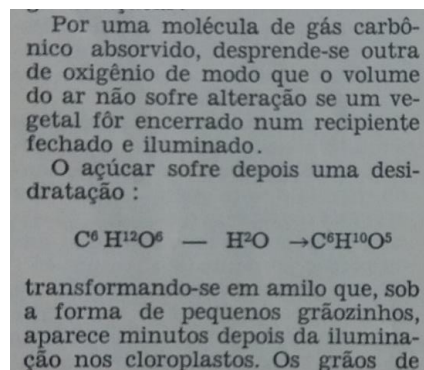 Por uma molécula de gás carbô-
nico absorvido, desprende-se outra
de oxigênio de modo que o volume
do ar não sofre alteração se um ve-
getal fôr encerrado num recipiente
fechado e iluminado.
O açúcar sofre depois uma desi-
dratação :
C⁶ H¹²O⁶ — H²O →C⁶H¹⁰O⁵
transformando-se em amilo que, sob
a forma de pequenos grãozinhos,
aparece minutos depois da ilumina-
ção nos cloroplastos. Os grãos de